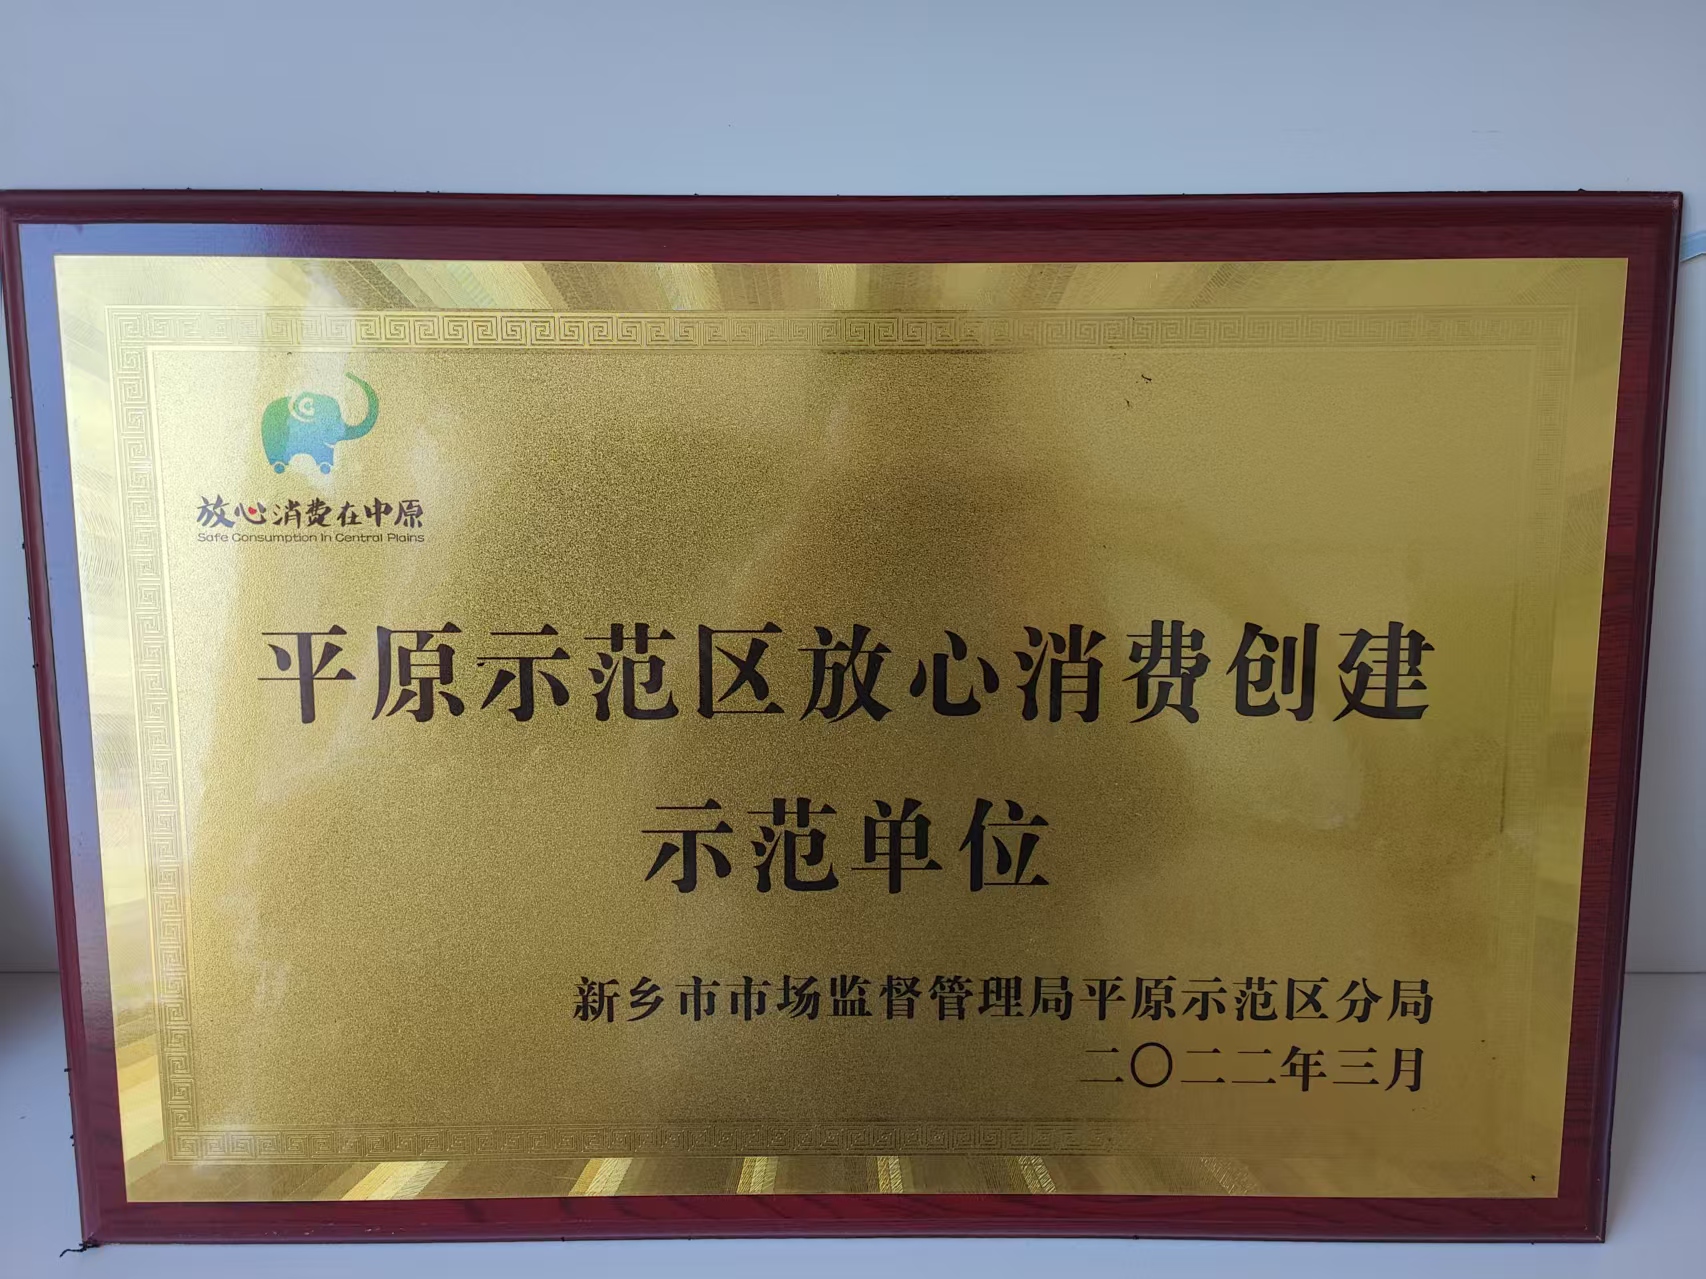 放心消费在中原
Safe Consumption In Central Plains
平原示范区放心消费创建
示范单位
新乡市市场监督管理局平原示范区分局
二〇二二年三月